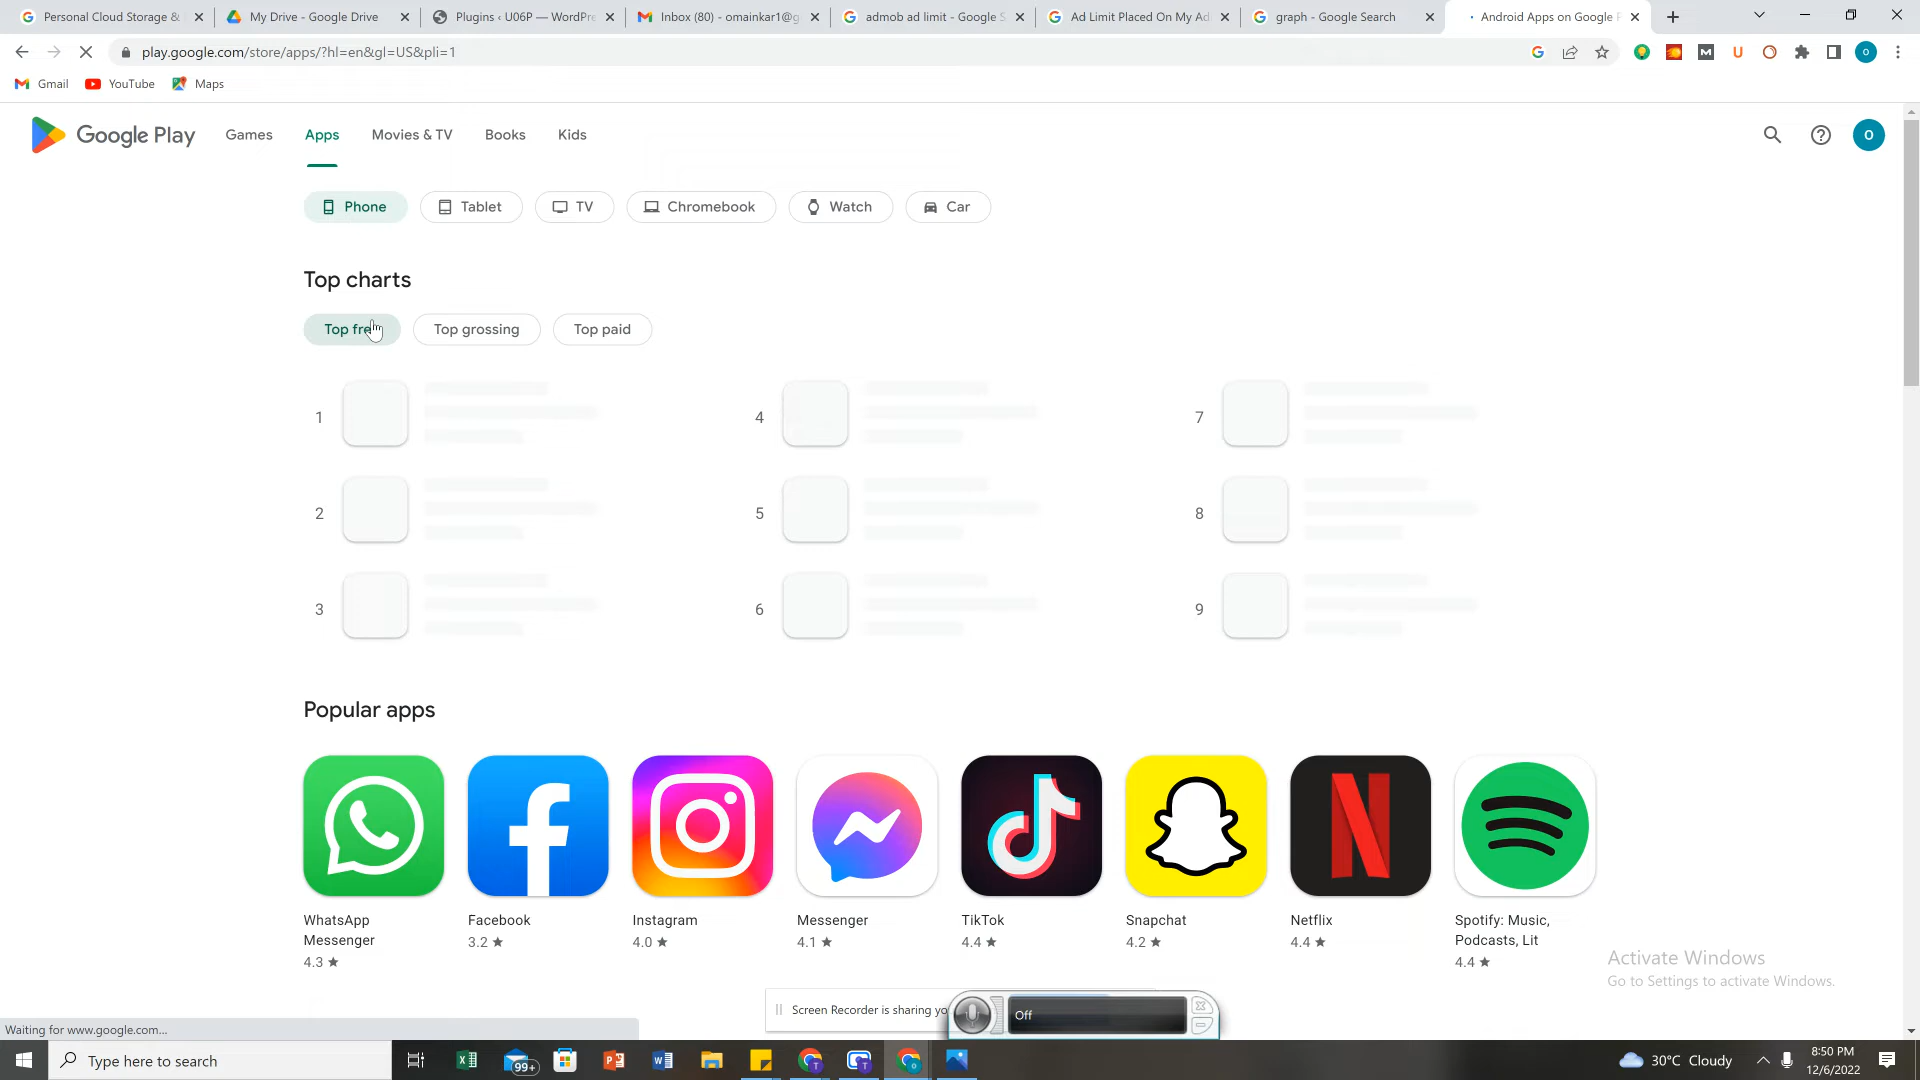 Personal Cloud Storage &
My Drive - Google Drive
Plugins ‹ U06P — WordPre
Inbox (80) - omainkar1@g
admob ad limit - Google S
Ad Limit Placed On My Ad
graph - Google Search
Android Apps on Google P
play.google.com/store/apps/?hl=en&gl=US&pli=1
Gmail
YouTube
Maps
Google Play
Games
Apps
Movies & TV
Books
Kids
O
Phone
Tablet
TV
Chromebook
Watch
Car
Top charts
Top fre
Top grossing
Top paid
1
4
7
2
5
8
3
6
9
Popular apps
WhatsApp
Messenger
4.3 ★
Facebook
3.2 ★
Instagram
4.0 ★
Messenger
4.1 ★
TikTok
4.4 ★
Snapchat
4.2 ★
Netflix
4.4 ★
Spotify: Music,
Podcasts, Lit
4.4 ★
Activate Windows
Go to Settings to activate Windows.
Screen Recorder is sharing yo
Off
Waiting for www.google.com...
Type here to search
99+
30°C Cloudy
8:50 PM
12/6/2022